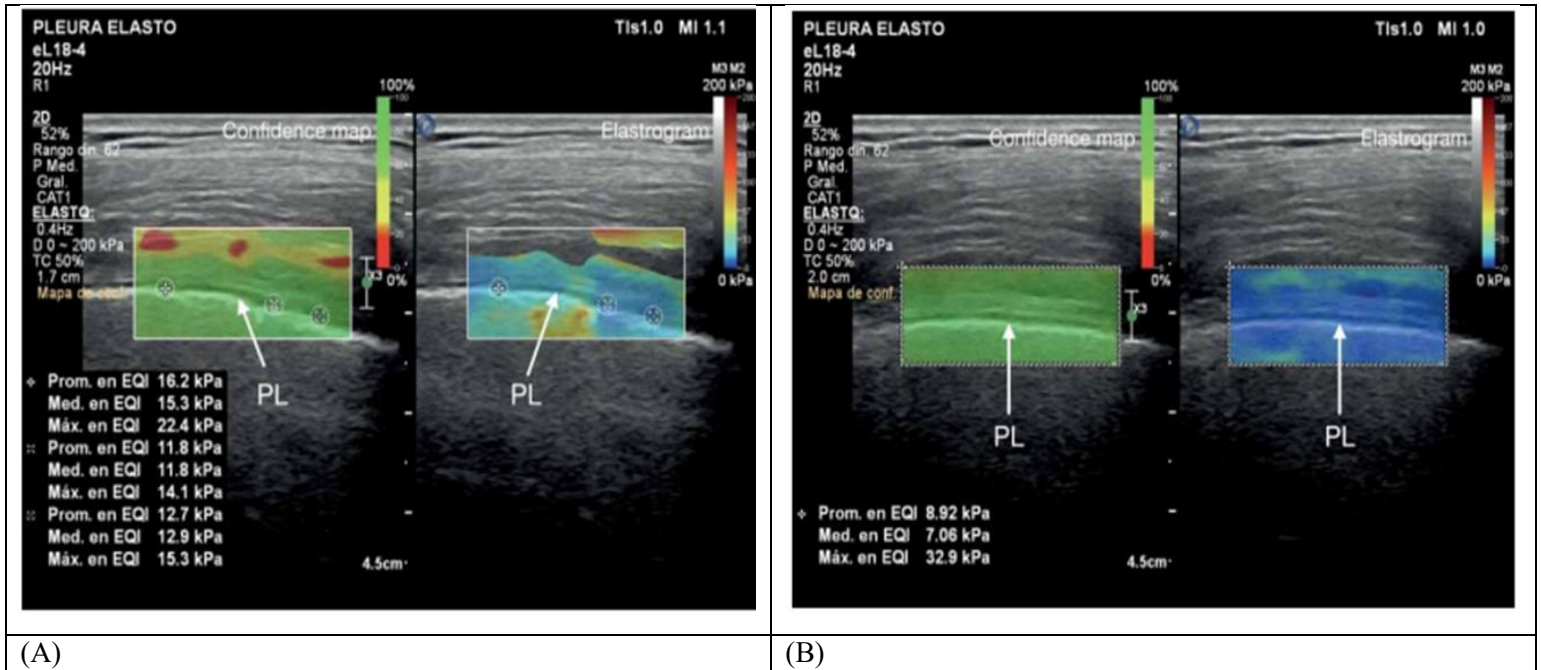 PLEURA ELASTO
TIs1.0 MI 1.1
eL18-4
20Hz
R1
M3 M2
100%
200 kPa
2D
52%
Rango din. 62
P Med.
Gral.
CAT1
ELASTQ:
0.4Hz
D 0 ~ 200 kPa
TC 50%
1.7 cm
Confidence map
Elastrogram
X3
0%
0 kPa
PL
PL
Prom. en EQI 16.2 kPa
Med. en EQI 15.3 kPa
Máx. en EQI 22.4 kPa
Prom. en EQI 11.8 kPa
Med. en EQI 11.8 kPa
Máx. en EQI 14.1 kPa
Prom. en EQI 12.7 kPa
Med. en EQI 12.9 kPa
Máx. en EQI 15.3 kPa
4.5cm
(A)
PLEURA ELASTO
TIs1.0 MI 1.0
eL18-4
20Hz
R1
M3 M2
100%
200 kPa
2D
52%
Rango din. 62
P Med.
Gral.
CAT1
ELASTQ:
0.4Hz
D 0 ~ 200 kPa
TC 50%
2.0 cm
Mapa de conf.
Confidence map
Elastrogram
X3
0%
0 kPa
PL
PL
Prom. en EQI 8.92 kPa
Med. en EQI 7.06 kPa
Máx. en EQI 32.9 kPa
4.5cm
(B)